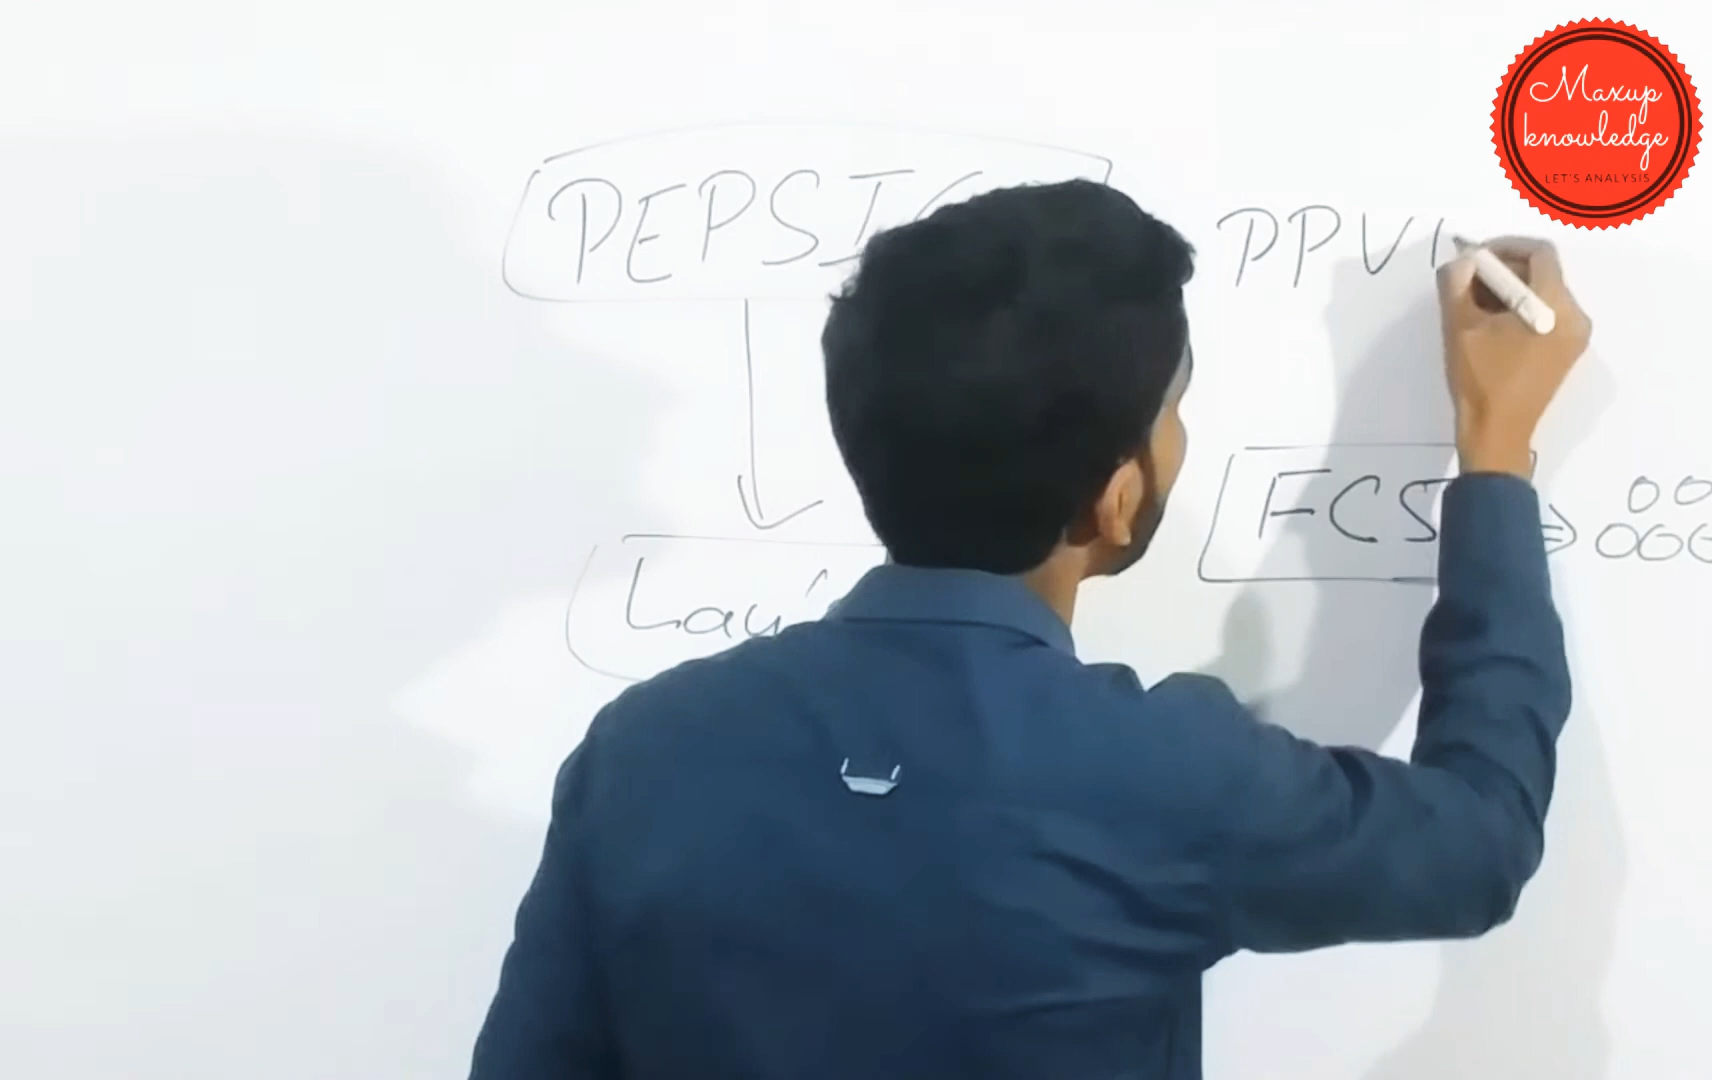 Maxup
knowledge
LET'S ANALYSIS
PEPSI
PPV
FCS
Lay's